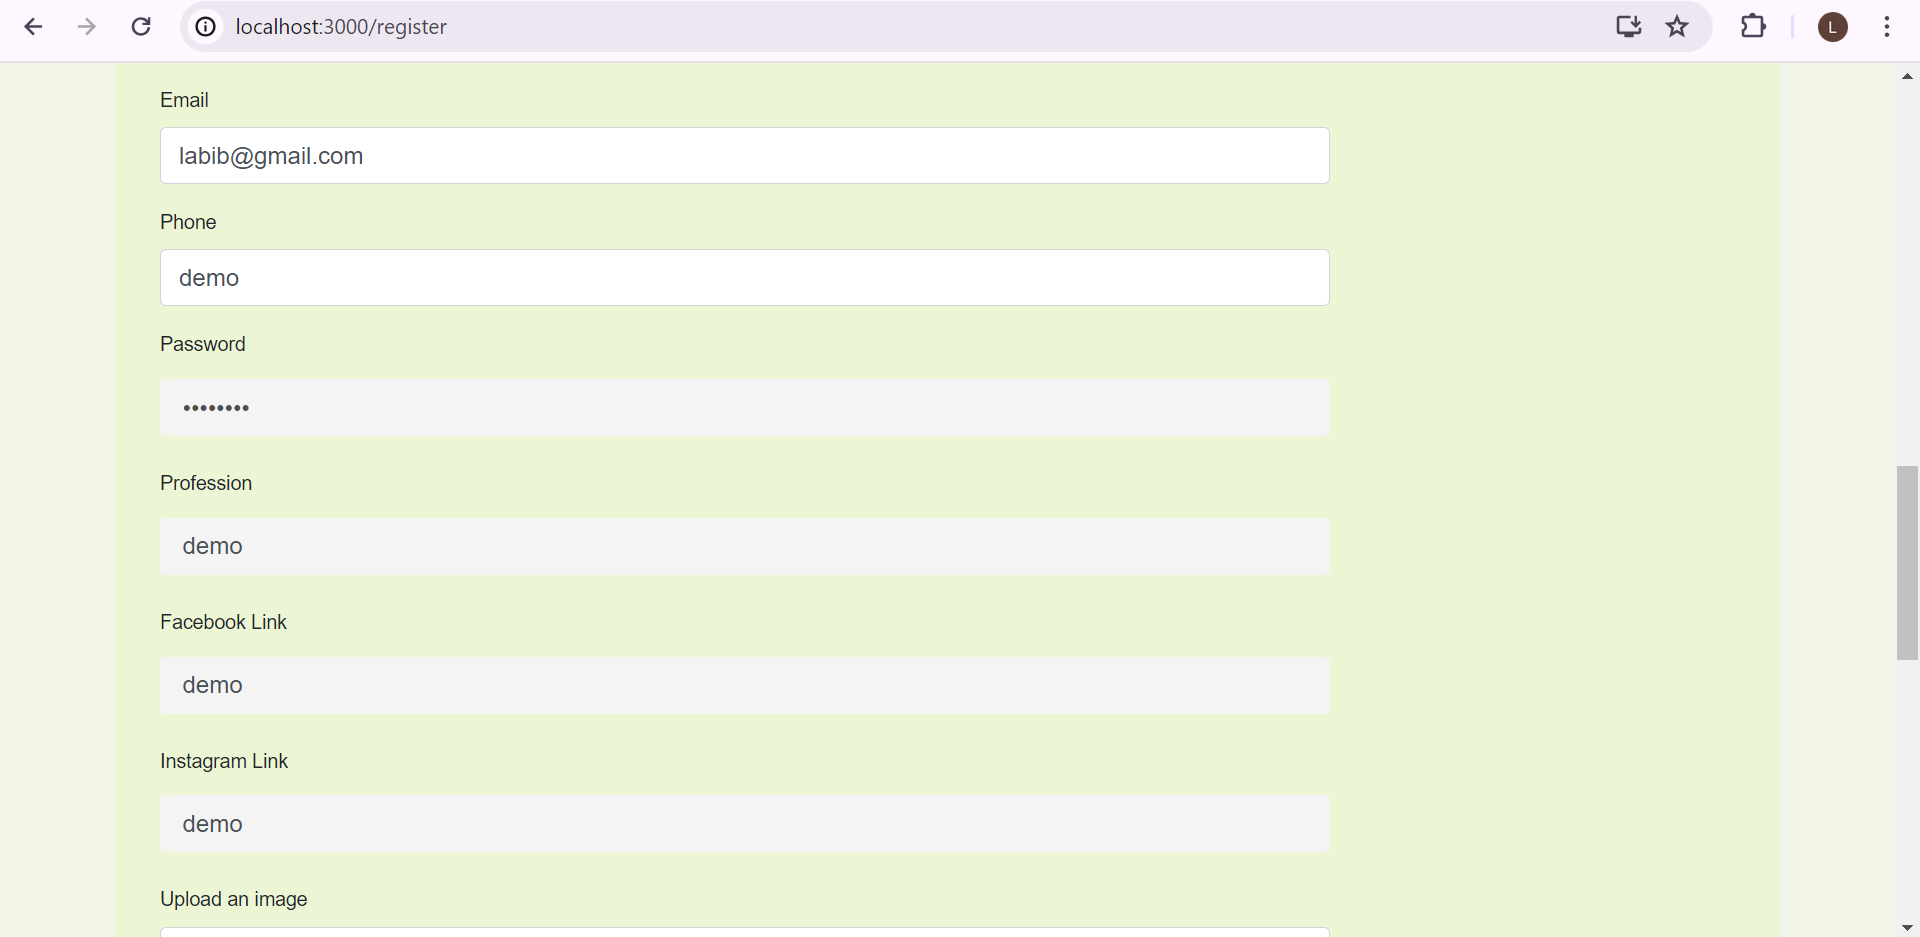 localhost:3000/register
L
Email
labib@gmail.com
Phone
demo
Password
••••••••
Profession
demo
Facebook Link
demo
Instagram Link
demo
Upload an image